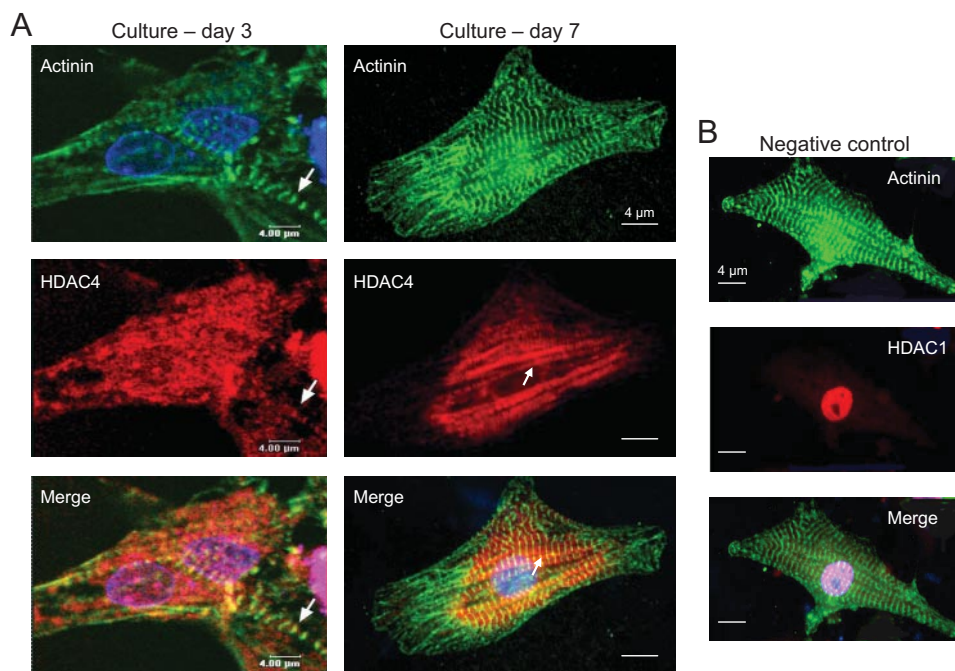 A
Culture – day 3
Culture – day 7
Actinin
4.00 µm
Actinin
4 µm
HDAC4
4.00 µm
HDAC4
Merge
4.00 µm
Merge
B
Negative control
Actinin
4 µm
HDAC1
Merge